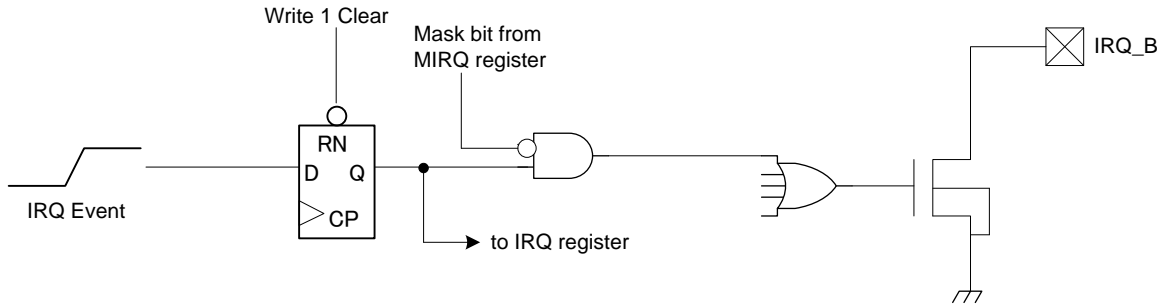 Write 1 Clear
Mask bit from
MIRQ register
IRQ_B
RN
D Q
CP
IRQ Event
to IRQ register